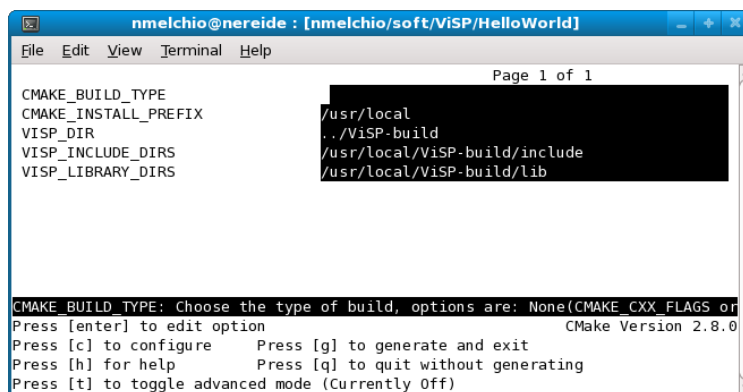 nmelchio@nereide : [nmelchio/soft/ViSP/HelloWorld]
File Edit View Terminal Help
Page 1 of 1
CMAKE_BUILD_TYPE
CMAKE_INSTALL_PREFIX /usr/local
VISP_DIR ../ViSP-build
VISP_INCLUDE_DIRS /usr/local/ViSP-build/include
VISP_LIBRARY_DIRS /usr/local/ViSP-build/lib
CMAKE_BUILD_TYPE: Choose the type of build, options are: None(CMAKE_CXX_FLAGS or
Press [enter] to edit option CMake Version 2.8.0
Press [c] to configure Press [g] to generate and exit
Press [h] for help Press [q] to quit without generating
Press [t] to toggle advanced mode (Currently Off)